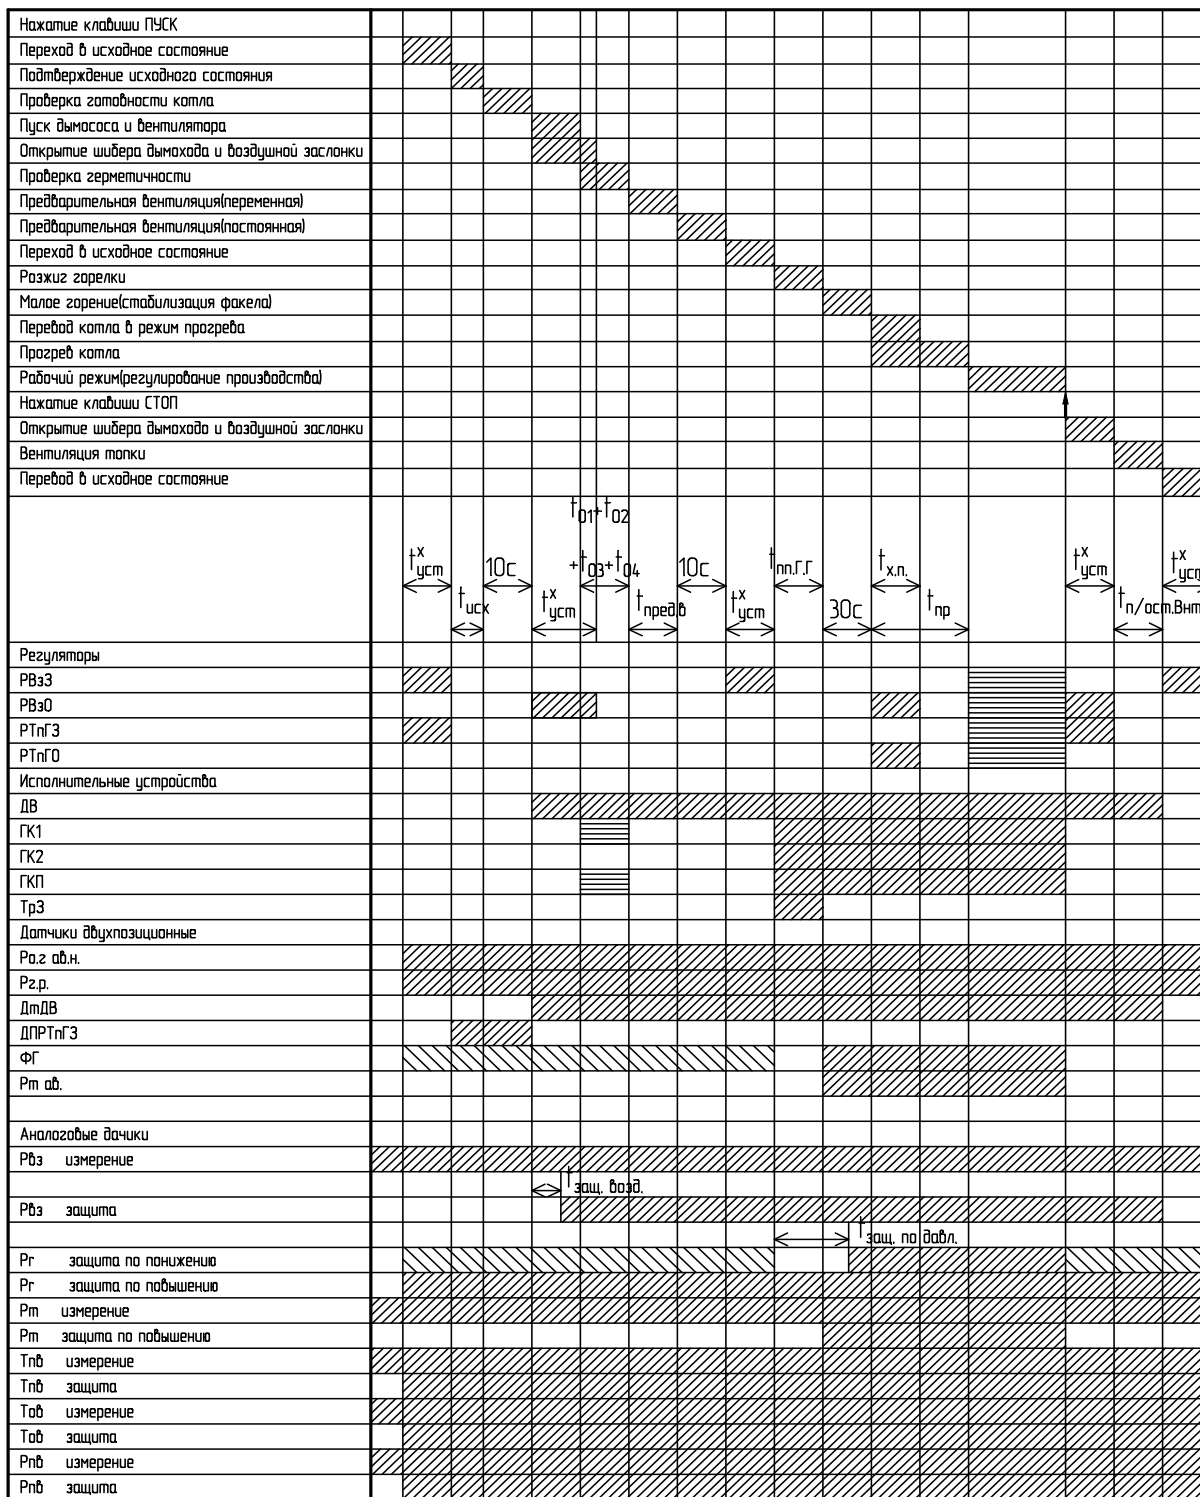 Нажатие клавиши ПУСК
Переход в исходное состояние
Подтверждение исходного состояния
Проверка готовности котла
Пуск дымососа и вентилятора
Открытие шибера дымохода и воздушной заслонки
Проверка герметичности
Предварительная вентиляция(переменная)
Предварительная вентиляция(постоянная)
Переход в исходное состояние
Розжиг горелки
Малое горение(стабилизация факела)
Перевод котла в режим прогрева
Прогрев котла
Рабочий режим(регулирование производства)
Нажатие клавиши СТОП
Открытие шибера дымоходо и воздушной заслонки
Вентиляция топки
Перевод в исходное состояние
t01+t02
tхуст 10с +t03+t04 10с tпп.Г.Г tх.п. tхуст tхуст
tисх tхуст tпред.в tхуст 30с tпр tп/ост.Внт
Регуляторы
РВзЗ
РВзО
РТпГЗ
РТпГО
Исполнительные устройства
ДВ
ГК1
ГК2
ГКП
ТрЗ
Датчики двухпозиционные
Ро.г ав.н.
Рг.р.
ДтДВ
ДПРТпГЗ
ФГ
Рт ав.
Аналоговые дачики
Рвз измерение
tзащ. возд.
Рвз защита
tзащ. по давл.
Рг защита по понижению
Рг защита по повышению
Рт измерение
Рт защита по повышению
Тпв измерение
Тпв защита
Тов измерение
Тов защита
Рпв измерение
Рпв защита